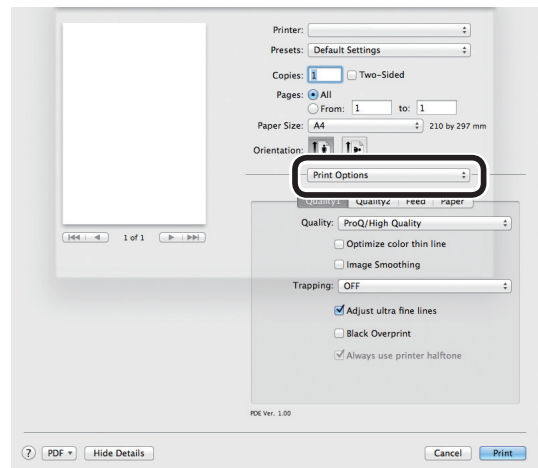 Printer:
Presets: Default Settings
Copies: 1 Two-Sided
Pages: All
From: 1 to: 1
Paper Size: A4 210 by 297 mm
Orientation:
Print Options
Quality1 Quality2 Feed Paper
Quality: ProQ/High Quality
1 of 1
Optimize color thin line
Image Smoothing
Trapping: OFF
Adjust ultra fine lines
Black Overprint
Always use printer halftone
PDE Ver. 1.00
? PDF Hide Details Cancel Print